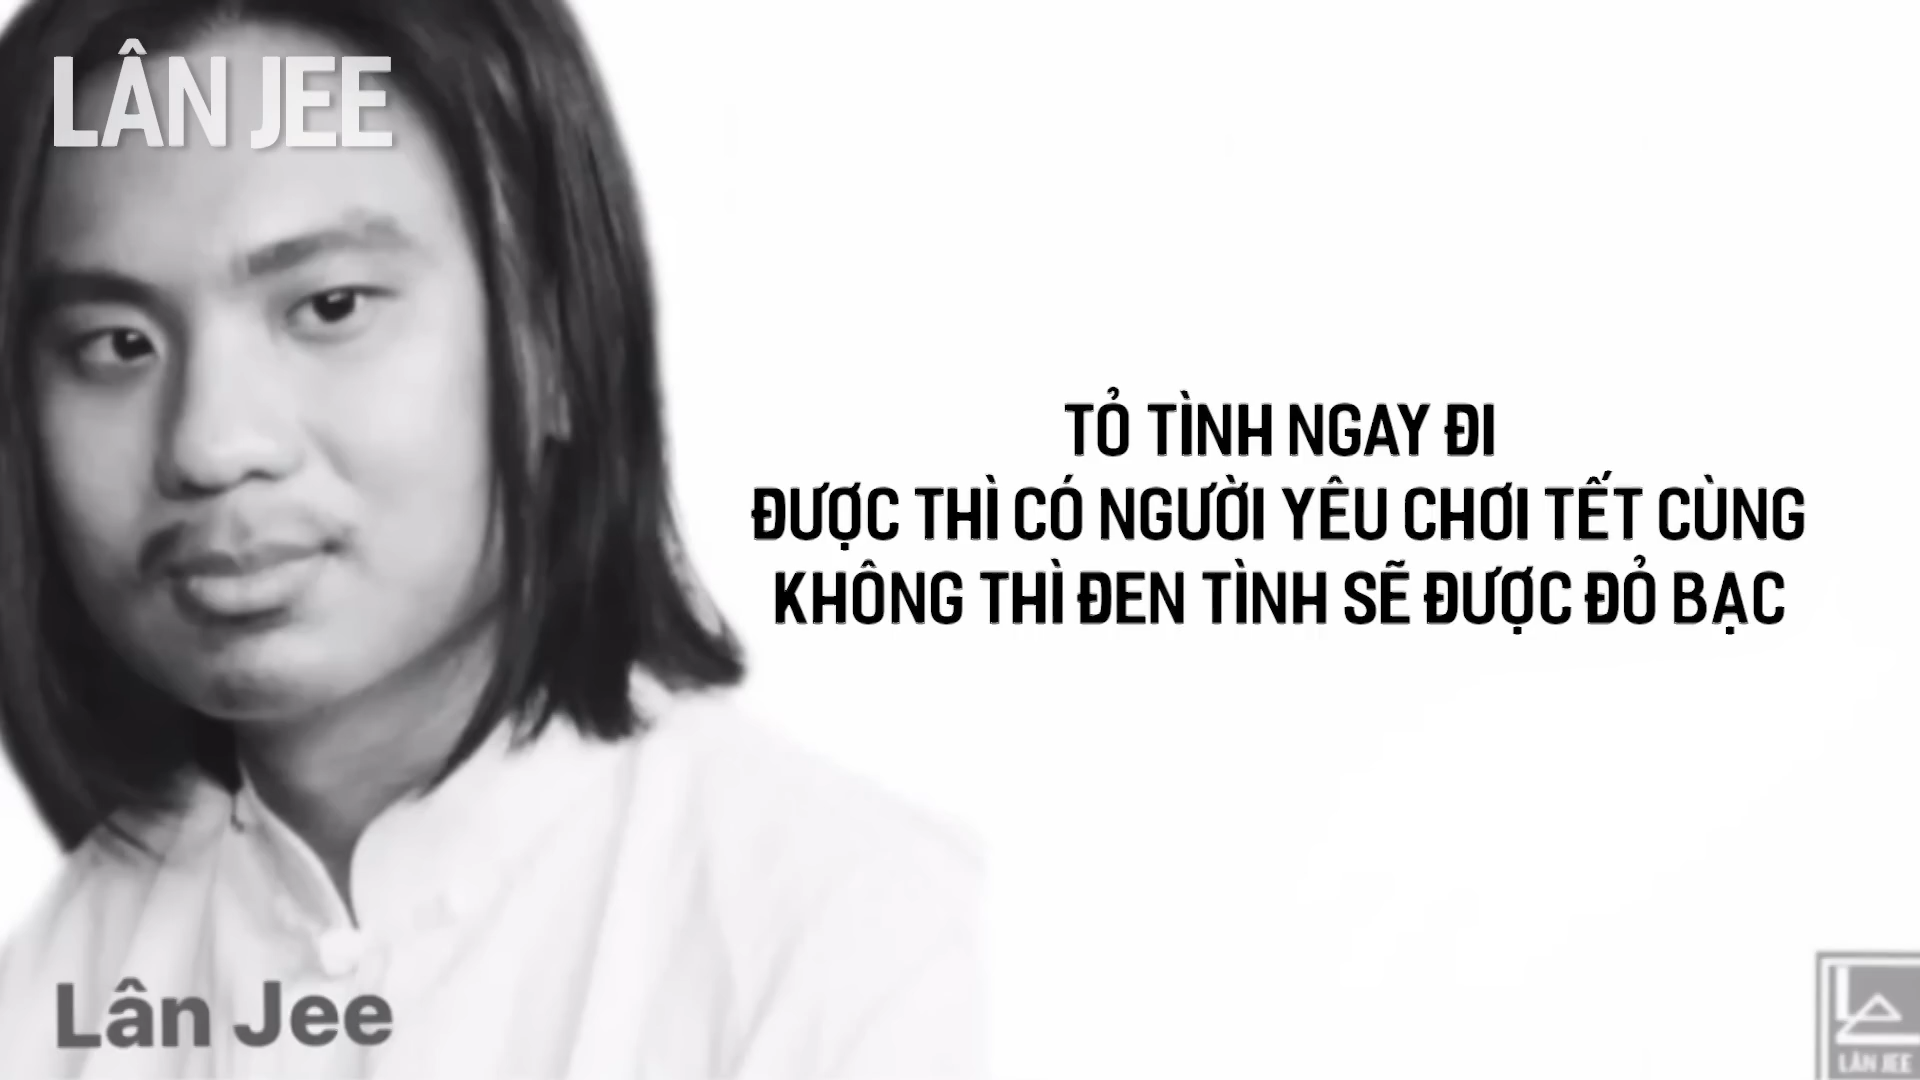 LÂN JEE
TỎ TÌNH NGAY ĐI
ĐƯỢC THÌ CÓ NGƯỜI YÊU CHƠI TẾT CÙNG
KHÔNG THÌ ĐEN TÌNH SẼ ĐƯỢC ĐỎ BẠC
Lân Jee
LÂN JEE